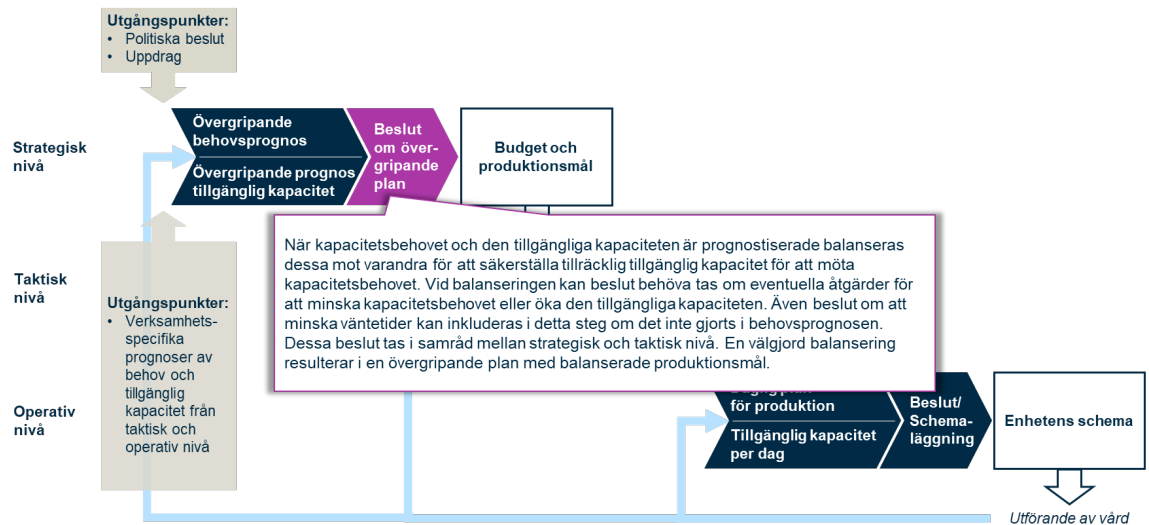 Utgångspunkter:
• Politiska beslut
• Uppdrag
Strategisk
nivå
Övergripande
behovsprognos
Övergripande prognos
tillgänglig kapacitet
Beslut
om över-
gripande
plan
Budget och
produktionsmål
När kapacitetsbehovet och den tillgängliga kapaciteten är prognostiserade balanseras
dessa mot varandra för att säkerställa tillräcklig tillgänglig kapacitet för att möta
kapacitetsbehovet. Vid balanseringen kan beslut behöva tas om eventuella åtgärder för
att minska kapacitetsbehovet eller öka den tillgängliga kapaciteten. Även beslut om att
minska väntetider kan inkluderas i detta steg om det inte gjorts i behovsprognosen.
Dessa beslut tas i samråd mellan strategisk och taktisk nivå. En välgjord balansering
resulterar i en övergripande plan med balanserade produktionsmål.
Taktisk
nivå
Utgångspunkter:
• Verksamhets-
specifika
prognoser av
behov och
tillgänglig
kapacitet från
taktisk och
operativ nivå
Operativ
nivå
för produktion
Tillgänglig kapacitet
per dag
Beslut/
Schema-
läggning
Enhetens schema
Utförande av vård